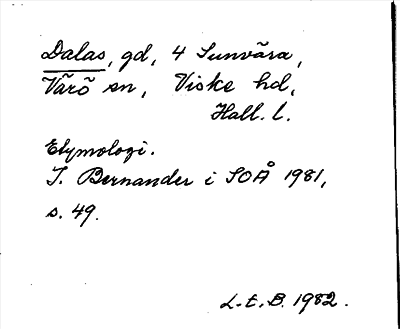 Dalas, gd, 4 Sunvära,
Värö sn, Viske hd,
Hall. l.
Etymologi.
I. Bernander i SOÅ 1981,
s. 49.
L.E.B. 1982.